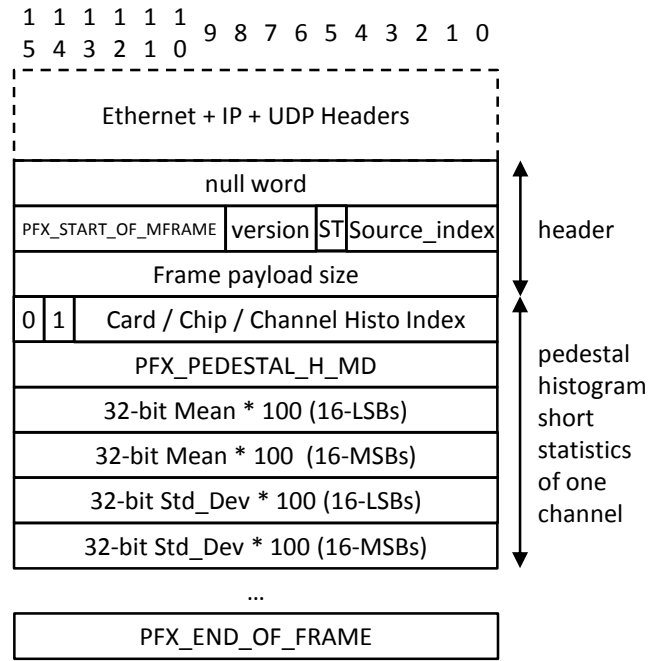 1 1 1 1 1 1
5 4 3 2 1 0 9 8 7 6 5 4 3 2 1 0
Ethernet + IP + UDP Headers
null word
PFX_START_OF_MFRAME version ST Source_index
header
Frame payload size
0 1 Card / Chip / Channel Histo Index
PFX_PEDESTAL_H_MD
32-bit Mean * 100 (16-LSBs)
32-bit Mean * 100 (16-MSBs)
32-bit Std_Dev * 100 (16-LSBs)
32-bit Std_Dev * 100 (16-MSBs)
pedestal
histogram
short
statistics
of one
channel
...
PFX_END_OF_FRAME